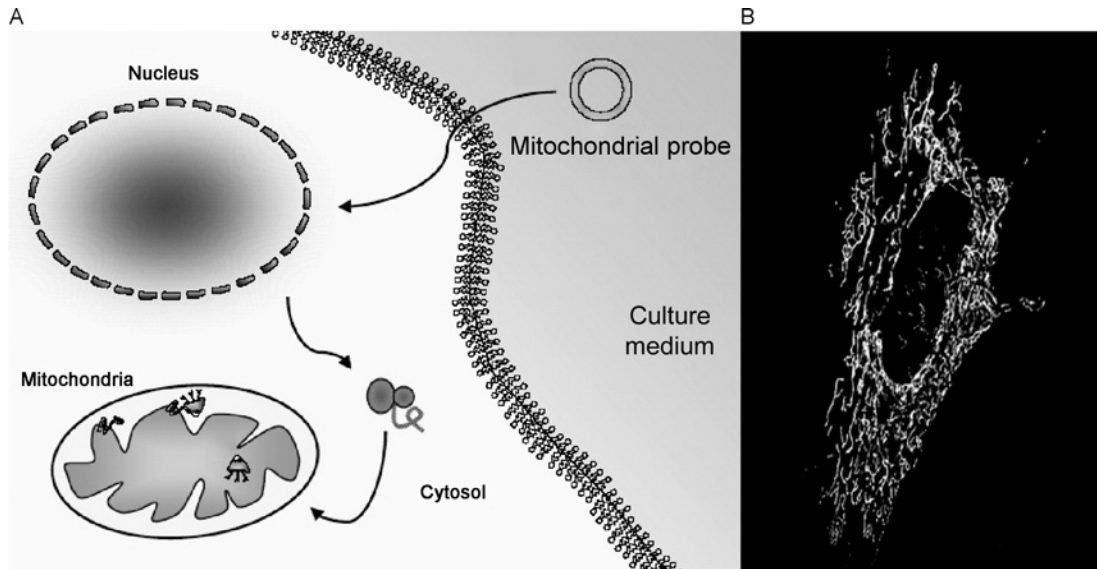 A
B
Nucleus
Mitochondrial probe
Culture
medium
Mitochondria
Cytosol